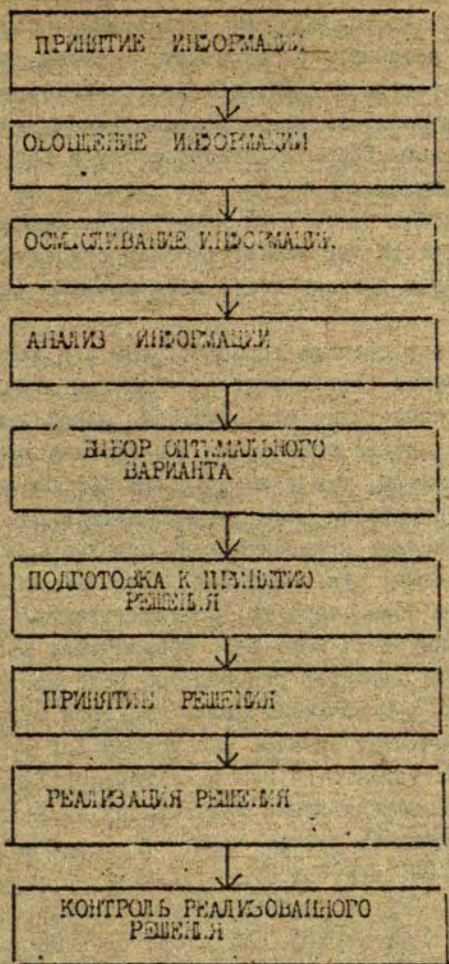 ПРИНЯТИЕ ИНФОРМАЦИИ
ОБОБЩЕНИЕ ИНФОРМАЦИИ
ОСМЫСЛИВАНИЕ ИНФОРМАЦИИ
АНАЛИЗ ИНФОРМАЦИИ
ВЫБОР ОПТИМАЛЬНОГО
ВАРИАНТА
ПОДГОТОВКА К ПРИНЯТИЮ
РЕШЕНИЯ
ПРИНЯТИЕ РЕШЕНИЯ
РЕАЛИЗАЦИЯ РЕШЕНИЯ
КОНТРОЛЬ РЕАЛИЗОВАННОГО
РЕШЕНИЯ